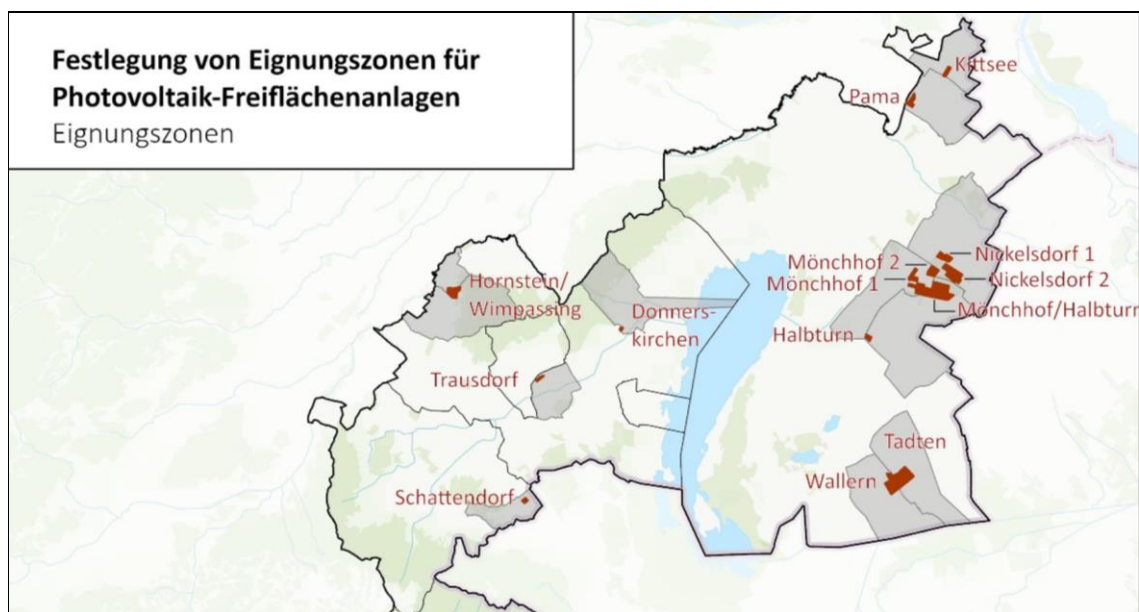 Festlegung von Eignungszonen für
Photovoltaik-Freiflächenanlagen
Eignungszonen
Kittsee
Pama
Nickelsdorf 1
Mönchhof 2
Nickelsdorf 2
Mönchhof 1
Mönchhof/Halbturn
Hornstein/
Wimpassing
Donners-
kirchen
Halbturn
Trausdorf
Tadten
Wallern
Schattendorf